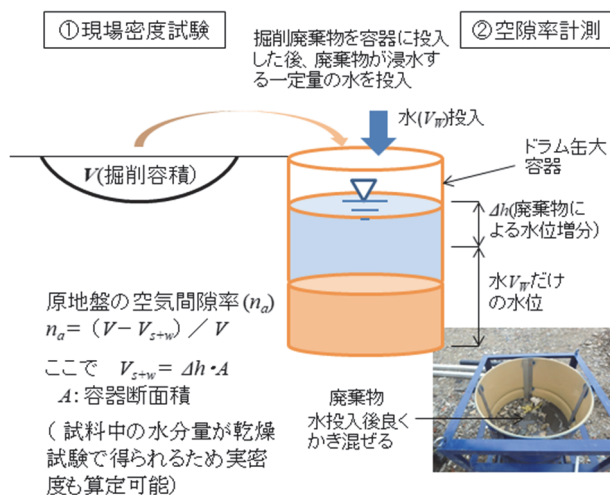 ①現場密度試験
掘削廃棄物を容器に投入
した後、廃棄物が浸水す
る一定量の水を投入
②空隙率計測
水(VW)投入
ドラム缶大
容器
V(掘削容積)
Δh(廃棄物に
よる水位増分)
水VWだけ
の水位
原地盤の空気間隙率(na)
na=（V−Vs+w）／V
ここで Vs+w=Δh・A
A:容器断面積
（試料中の水分量が乾燥
試験で得られるため実密
度も算定可能）
廃棄物
水投入後良く
かき混ぜる